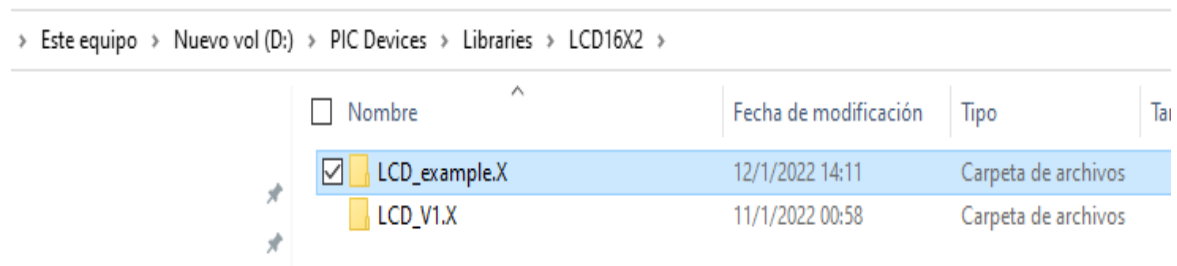 › Este equipo › Nuevo vol (D:) › PIC Devices › Libraries › LCD16X2 ›
Nombre Fecha de modificación Tipo
LCD_example.X 12/1/2022 14:11 Carpeta de archivos
LCD_V1.X 11/1/2022 00:58 Carpeta de archivos